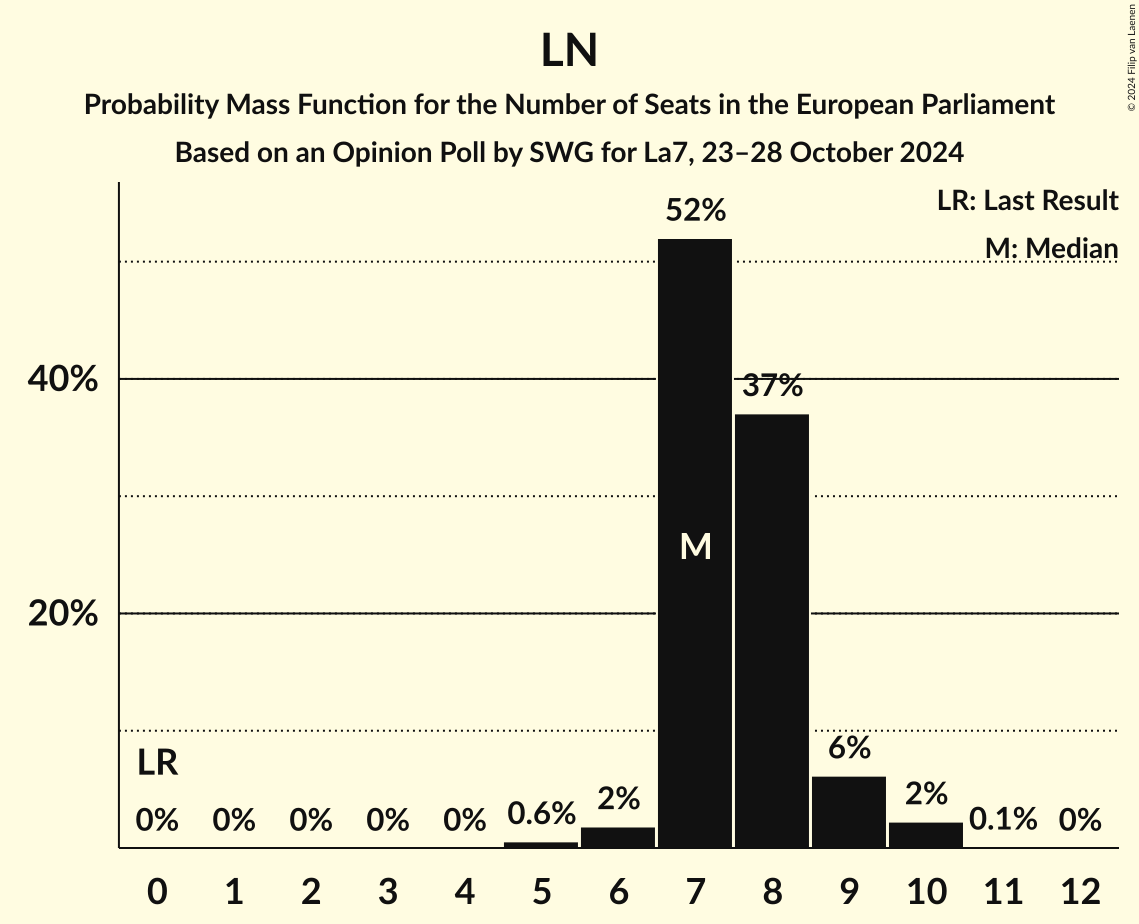 © 2024 Filip van Laenen
LN
Probability Mass Function for the Number of Seats in the European Parliament
Based on an Opinion Poll by SWG for La7, 23–28 October 2024
LR: Last Result
M: Median
52%
40%
37%
M
20%
LR
0% 0% 0% 0% 0% 0.6% 2% 6% 2% 0.1% 0%
0 1 2 3 4 5 6 7 8 9 10 11 12